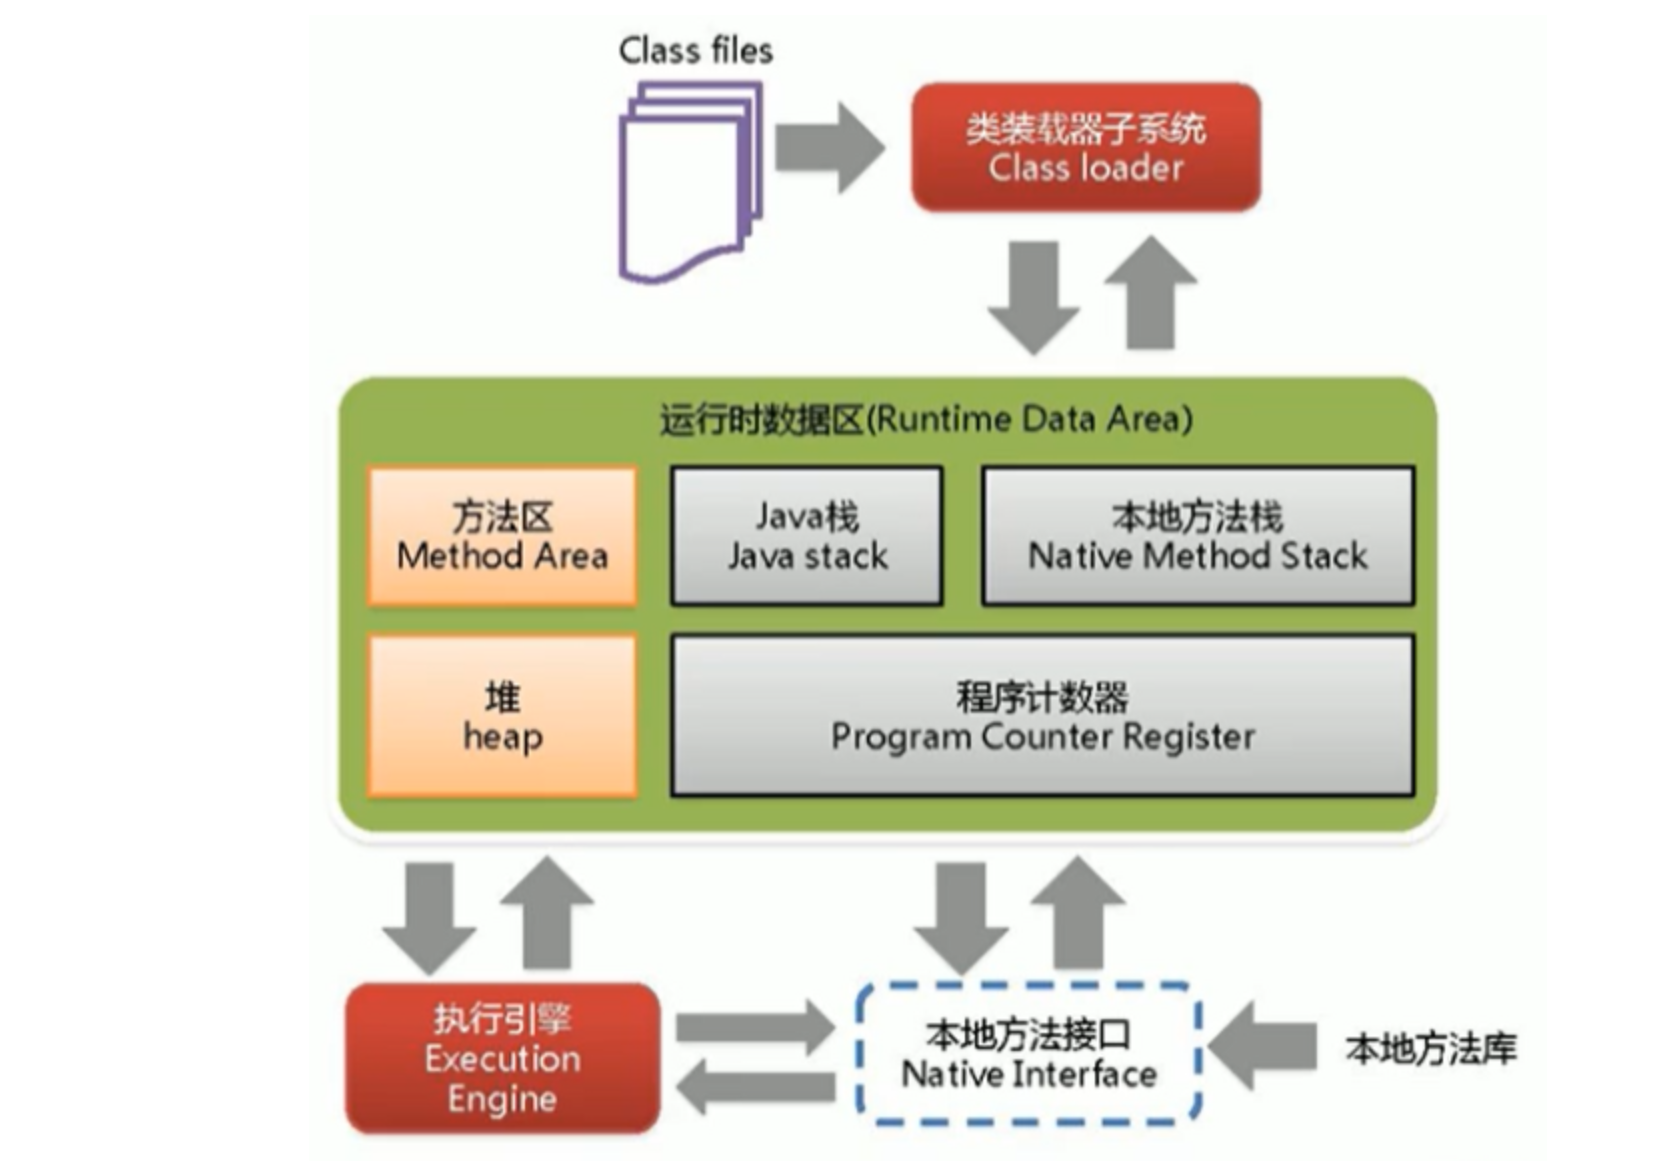 Class files
类装载器子系统
Class loader
运行时数据区(Runtime Data Area)
方法区
Method Area
Java栈
Java stack
本地方法栈
Native Method Stack
堆
heap
程序计数器
Program Counter Register
执行引擎
Execution
Engine
本地方法接口
Native Interface
本地方法库